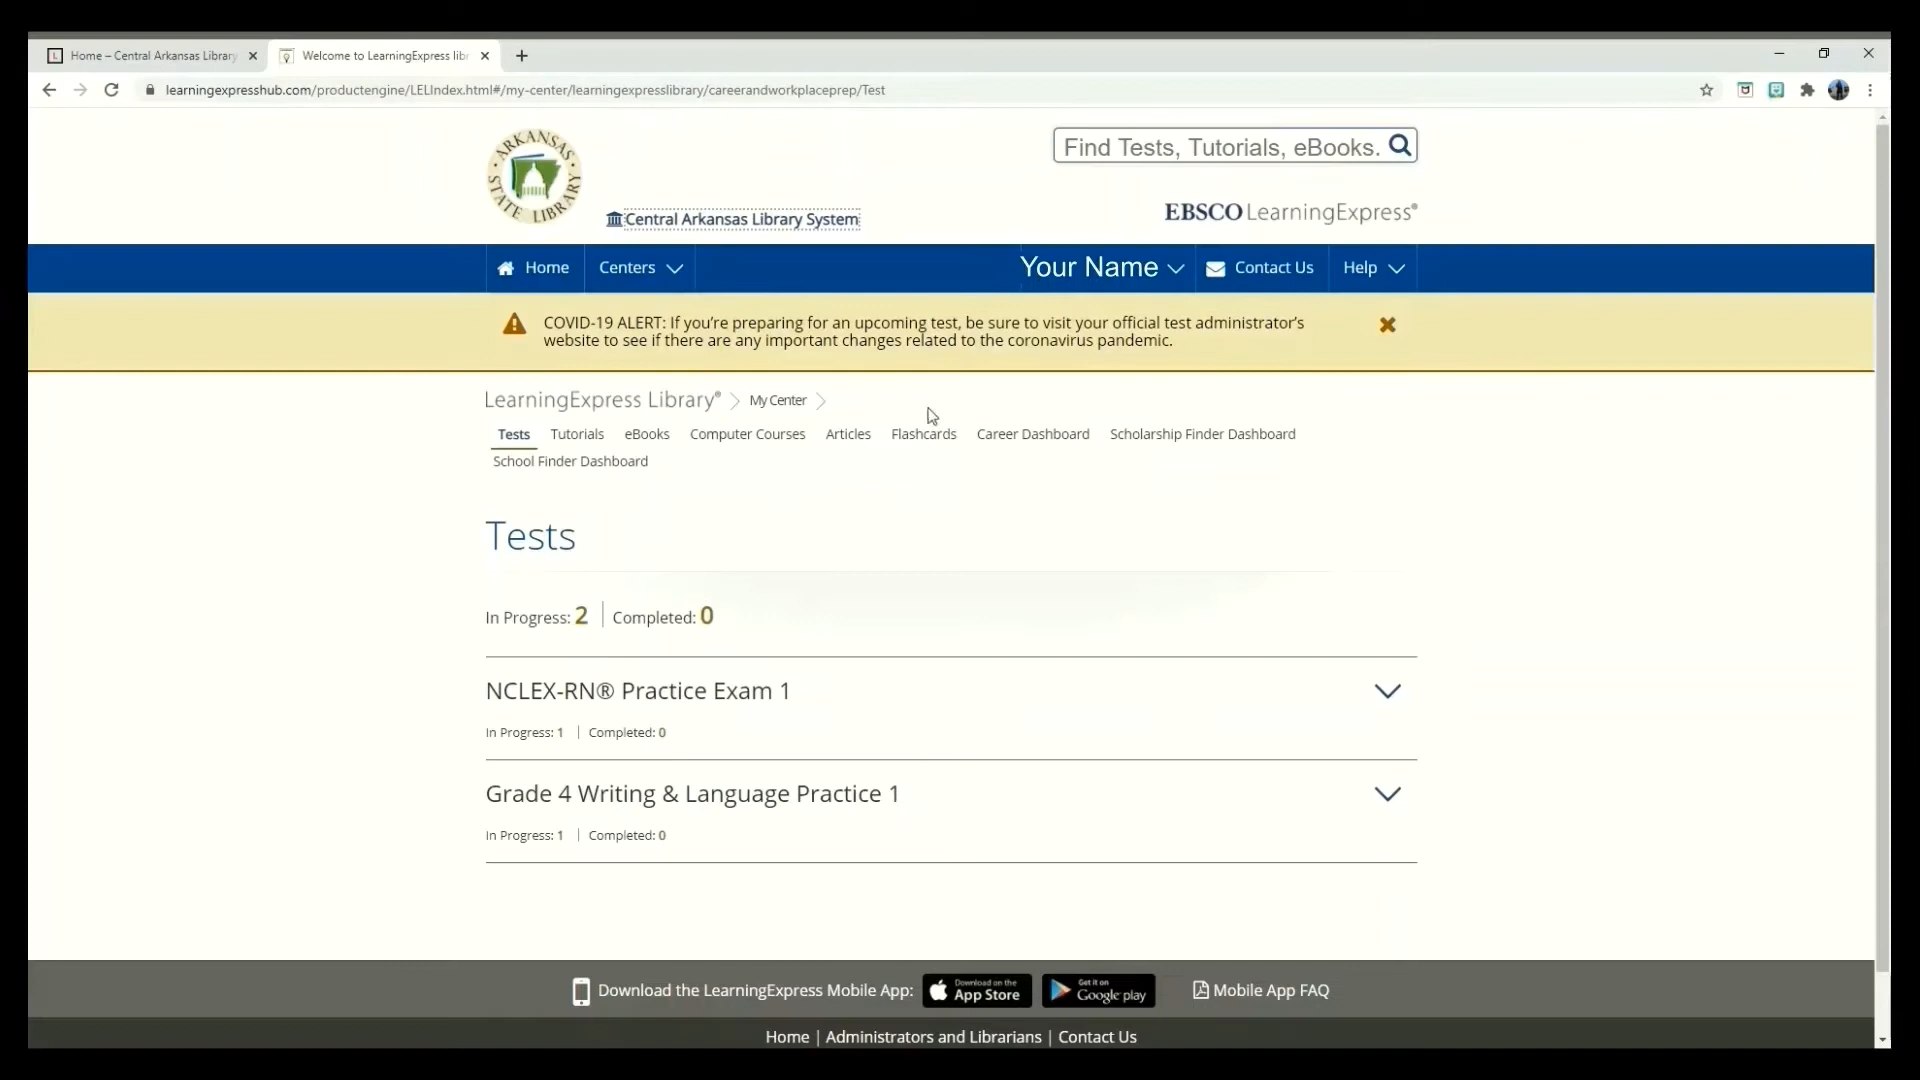 Home – Central Arkansas Library
Welcome to LearningExpress libr
learningexpresshub.com/productengine/LELIndex.html#/my-center/learningexpresslibrary/careerandworkplaceprep/Test
ARKANSAS
STATE LIBRARY
Central Arkansas Library System
Find Tests, Tutorials, eBooks.
EBSCO LearningExpress®
Home Centers Your Name Contact Us Help
COVID-19 ALERT: If you’re preparing for an upcoming test, be sure to visit your official test administrator’s
website to see if there are any important changes related to the coronavirus pandemic.
LearningExpress Library® My Center
Tests Tutorials eBooks Computer Courses Articles Flashcards Career Dashboard Scholarship Finder Dashboard
School Finder Dashboard
Tests
In Progress: 2 | Completed: 0
NCLEX-RN® Practice Exam 1
In Progress: 1 | Completed: 0
Grade 4 Writing & Language Practice 1
In Progress: 1 | Completed: 0
Download the LearningExpress Mobile App: Download on the App Store Get it on Google play Mobile App FAQ
Home | Administrators and Librarians | Contact Us